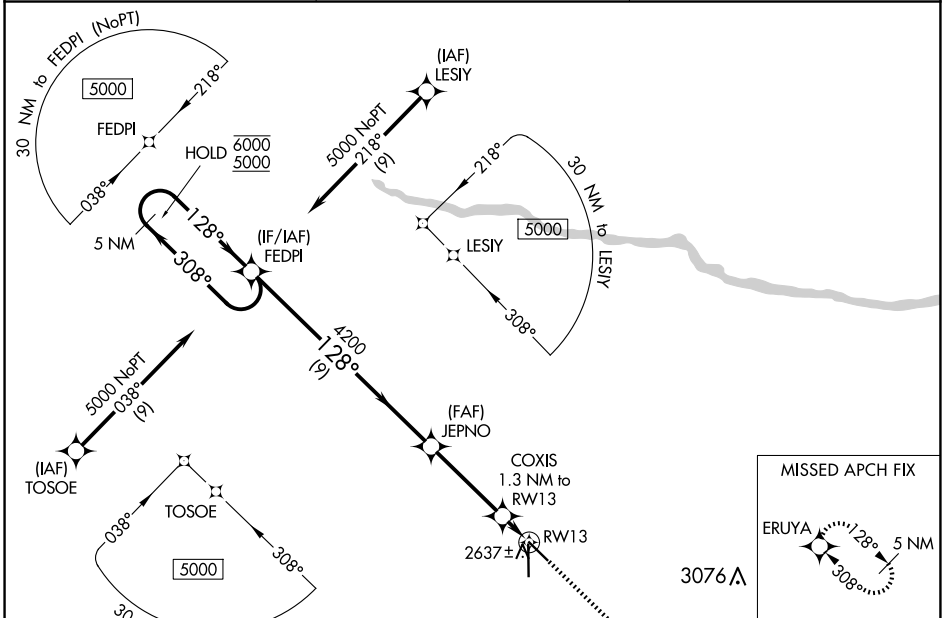 30 NM to FEDPI (NoPT)
5000
218°
FEDPI
038°
HOLD
6000
5000
5 NM
128°
308°
(IF/IAF)
FEDPI
(IAF)
LESIY
5000 NoPT
218°
(9)
218°
30 NM to LESIY
5000
LESIY
308°
4200
128°
(9)
5000 NoPT
038°
(9)
(IAF)
TOSOE
(FAF)
JEPNO
COXIS
1.3 NM to
RW13
RW13
2637±
3076
TOSOE
038°
308°
5000
30
MISSED APCH FIX
ERUYA
128°
5 NM
308°